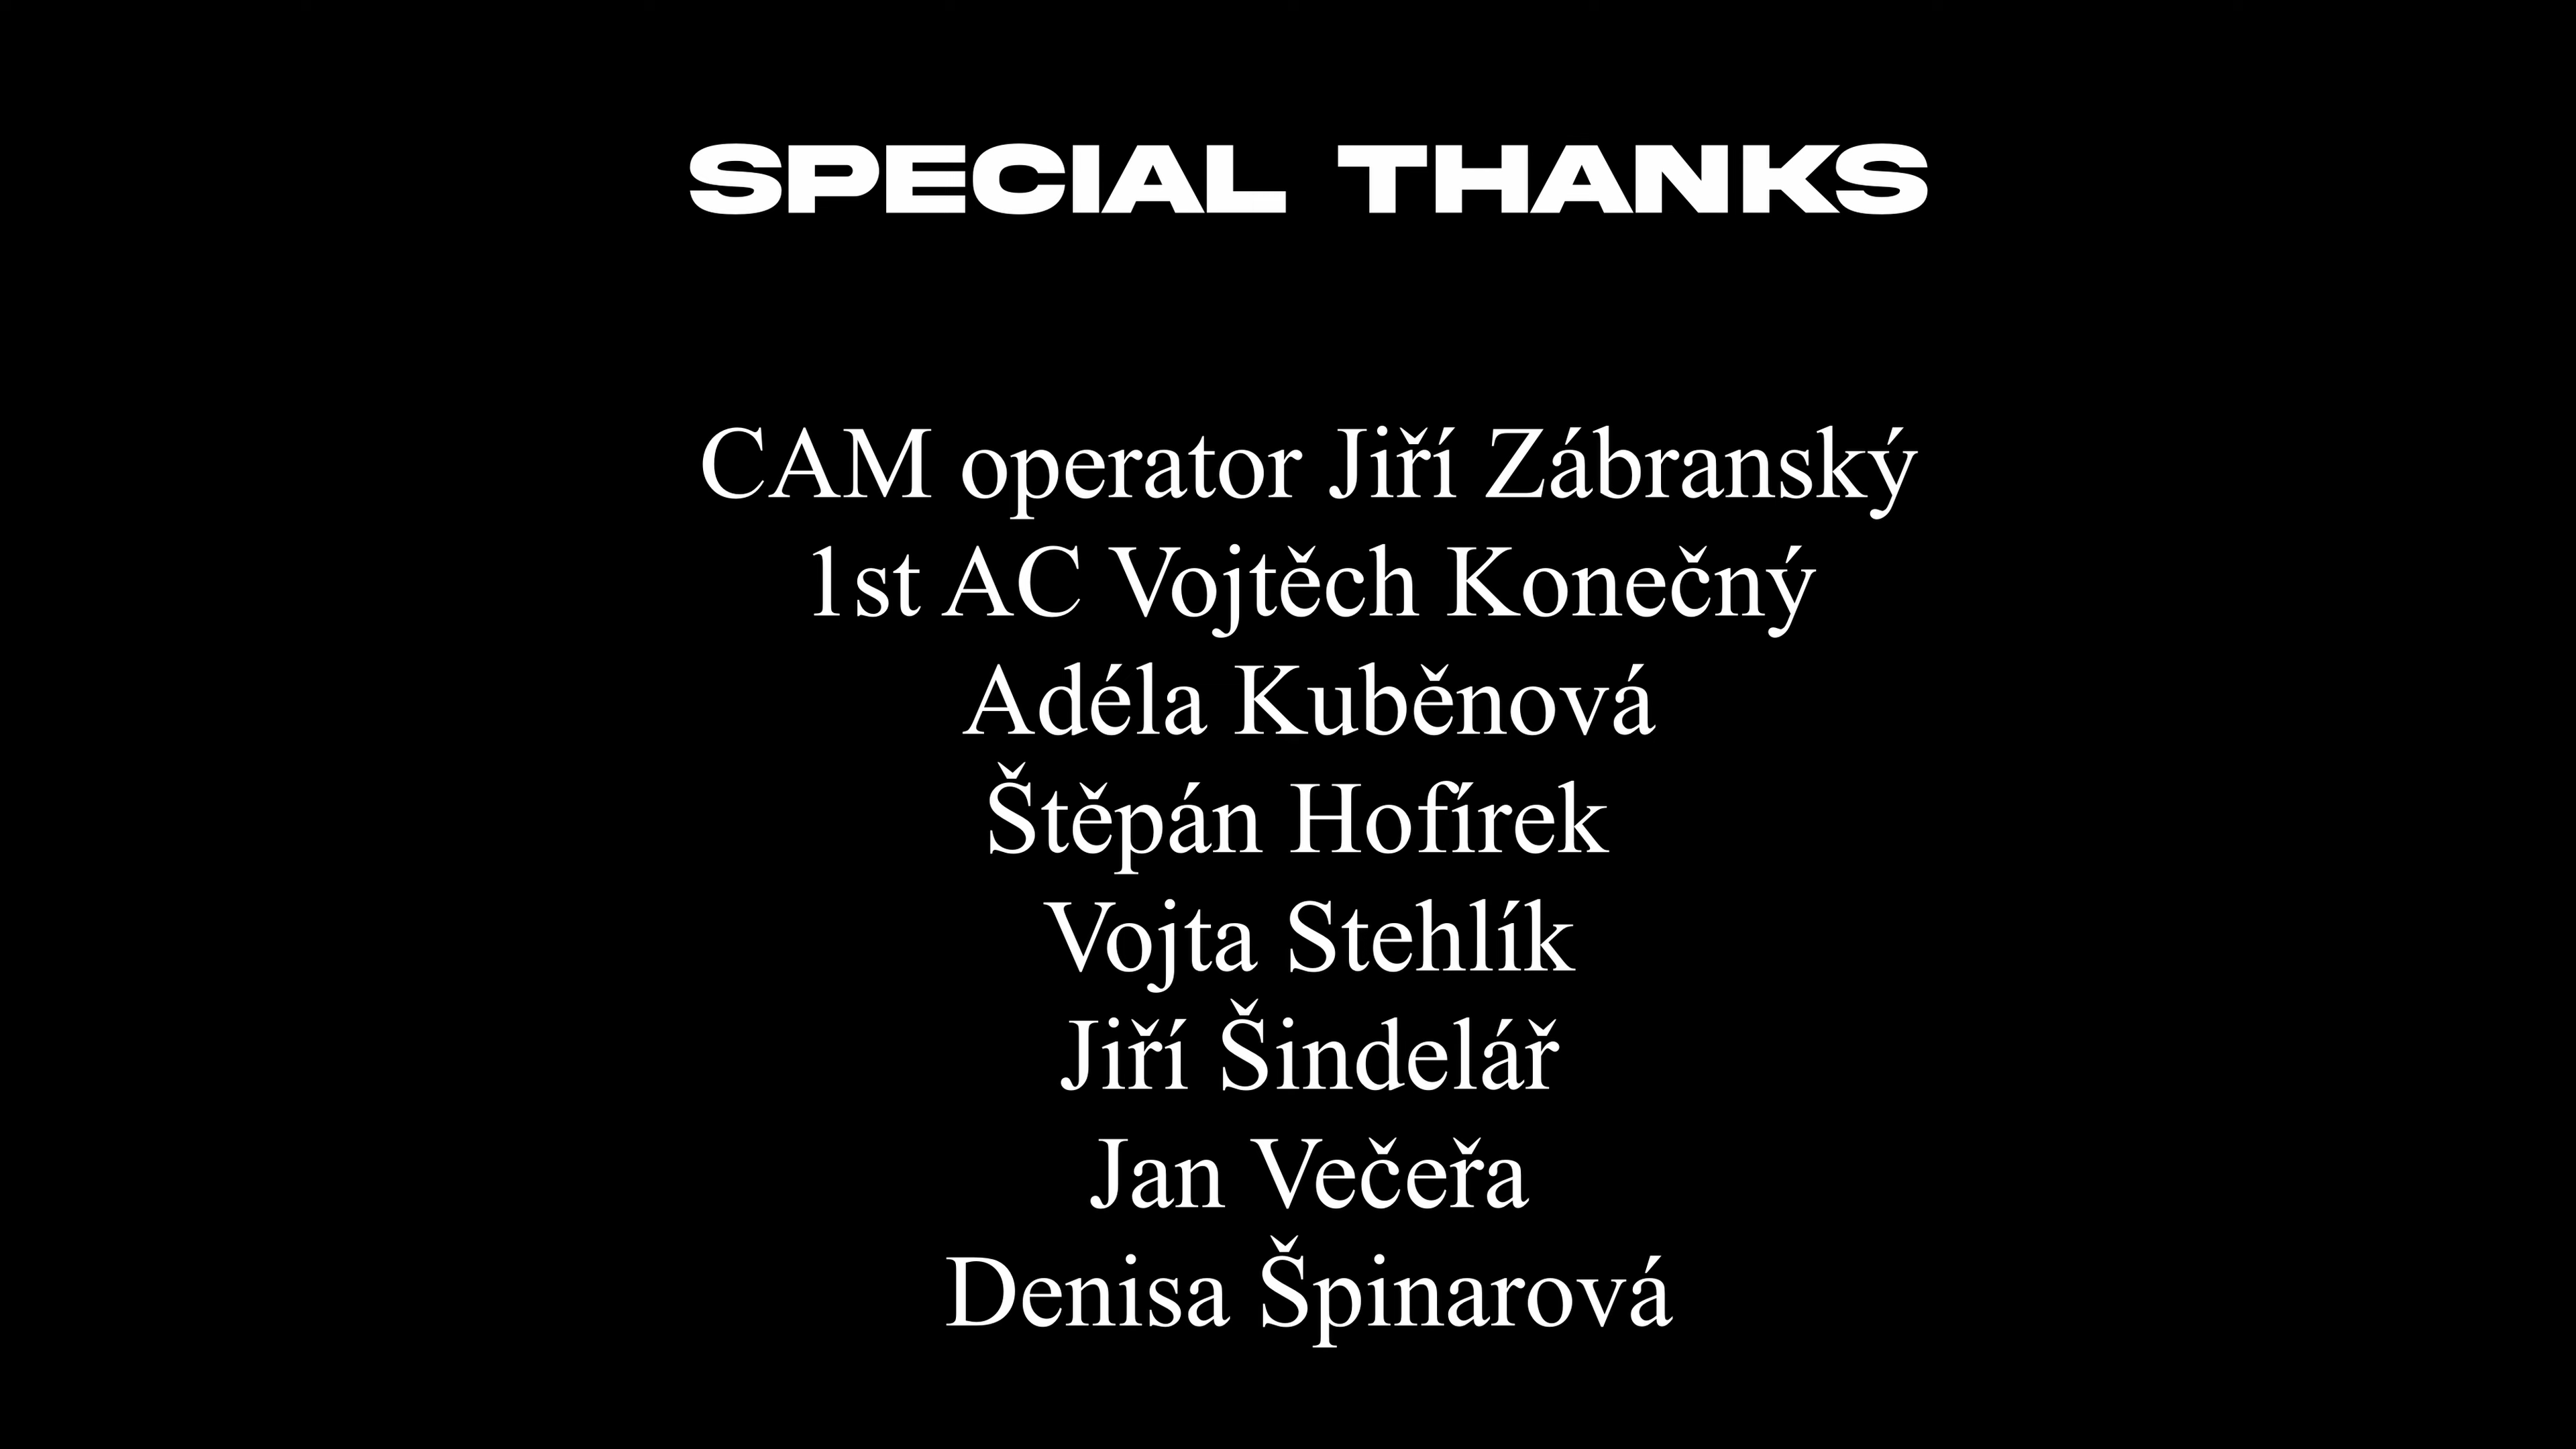 SPECIAL THANKS
CAM operator Jiří Zábranský
1st AC Vojtěch Konečný
Adéla Kuběnová
Štěpán Hofírek
Vojta Stehlík
Jiří Šindelář
Jan Večeřa
Denisa Špinarová